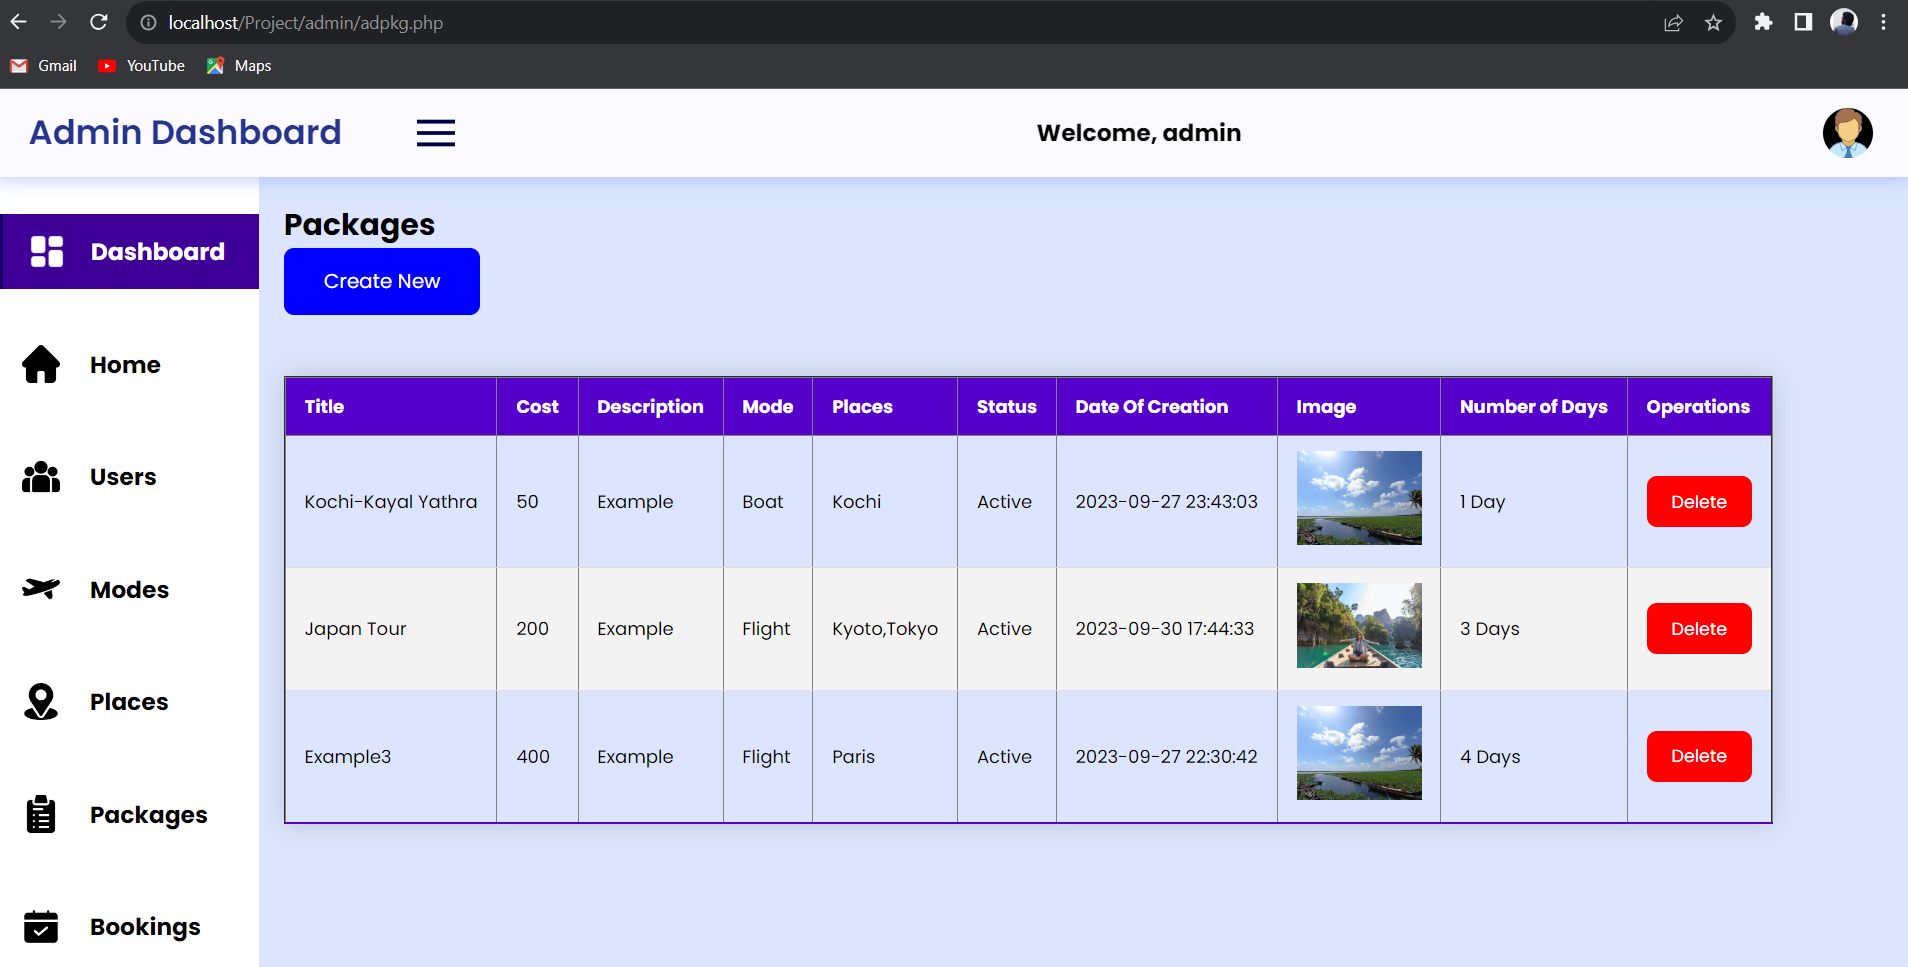 localhost/Project/admin/adpkg.php
Gmail YouTube Maps
Admin Dashboard Welcome, admin
Dashboard
Home
Users
Modes
Places
Packages
Bookings
Packages
Create New
Title Cost Description Mode Places Status Date Of Creation Image Number of Days Operations
Kochi-Kayal Yathra 50 Example Boat Kochi Active 2023-09-27 23:43:03 1 Day Delete
Japan Tour 200 Example Flight Kyoto,Tokyo Active 2023-09-30 17:44:33 3 Days Delete
Example3 400 Example Flight Paris Active 2023-09-27 22:30:42 4 Days Delete